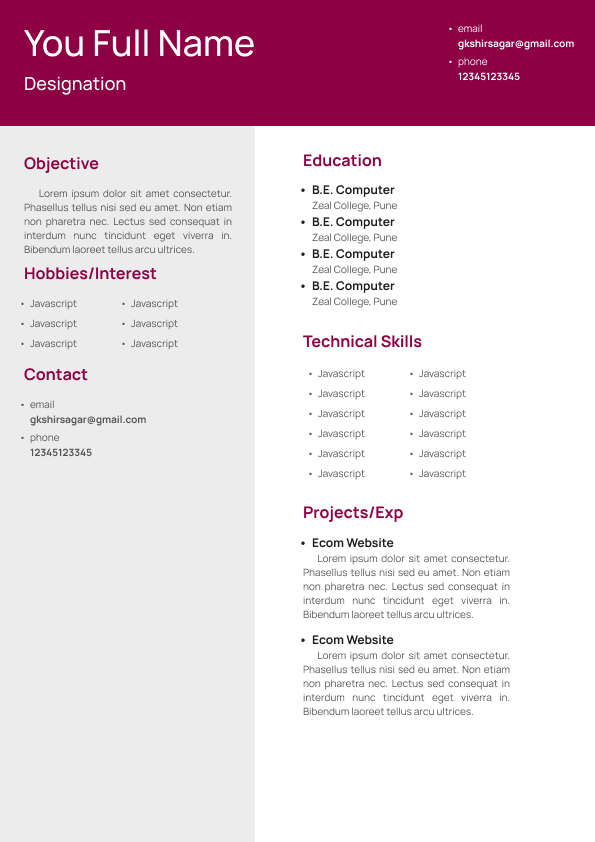 You Full Name
Designation
• email
gkshirsagar@gmail.com
• phone
12345123345
Objective
Lorem ipsum dolor sit amet consectetur.
Phasellus tellus nisi sed eu amet. Non etiam
non pharetra nec. Lectus sed consequat in
interdum nunc tincidunt eget viverra in.
Bibendum laoreet tellus arcu ultrices.
Hobbies/Interest
• Javascript • Javascript
• Javascript • Javascript
• Javascript • Javascript
Contact
• email
gkshirsagar@gmail.com
• phone
12345123345
Education
• B.E. Computer
Zeal College, Pune
• B.E. Computer
Zeal College, Pune
• B.E. Computer
Zeal College, Pune
• B.E. Computer
Zeal College, Pune
Technical Skills
• Javascript • Javascript
• Javascript • Javascript
• Javascript • Javascript
• Javascript • Javascript
• Javascript • Javascript
• Javascript • Javascript
Projects/Exp
• Ecom Website
Lorem ipsum dolor sit amet consectetur.
Phasellus tellus nisi sed eu amet. Non etiam
non pharetra nec. Lectus sed consequat in
interdum nunc tincidunt eget viverra in.
Bibendum laoreet tellus arcu ultrices.
• Ecom Website
Lorem ipsum dolor sit amet consectetur.
Phasellus tellus nisi sed eu amet. Non etiam
non pharetra nec. Lectus sed consequat in
interdum nunc tincidunt eget viverra in.
Bibendum laoreet tellus arcu ultrices.